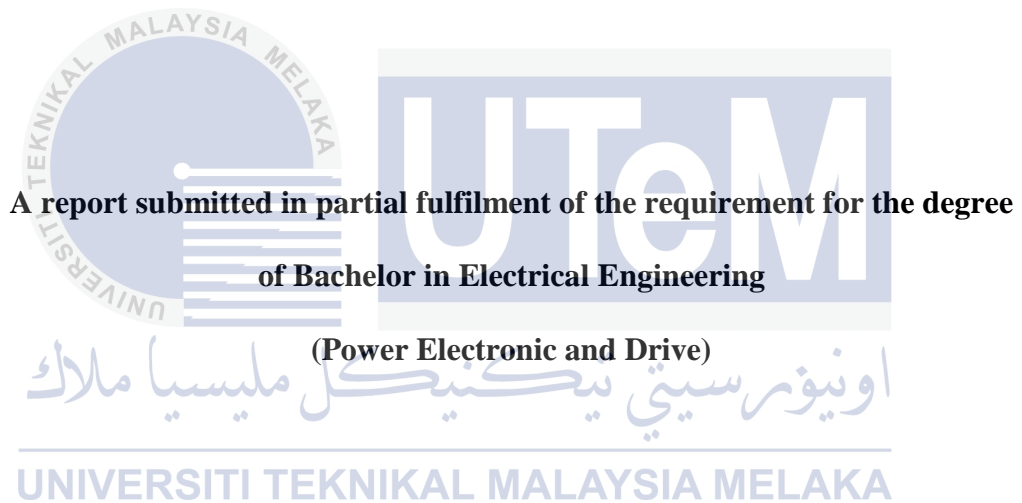 UNIVERSITI TEKNIKAL MALAYSIA MELAKA
UTeM
A report submitted in partial fulfilment of the requirement for the degree
of Bachelor in Electrical Engineering
(Power Electronic and Drive)
اونيۏرسيتي تيكنيكل مليسيا ملاك
UNIVERSITI TEKNIKAL MALAYSIA MELAKA